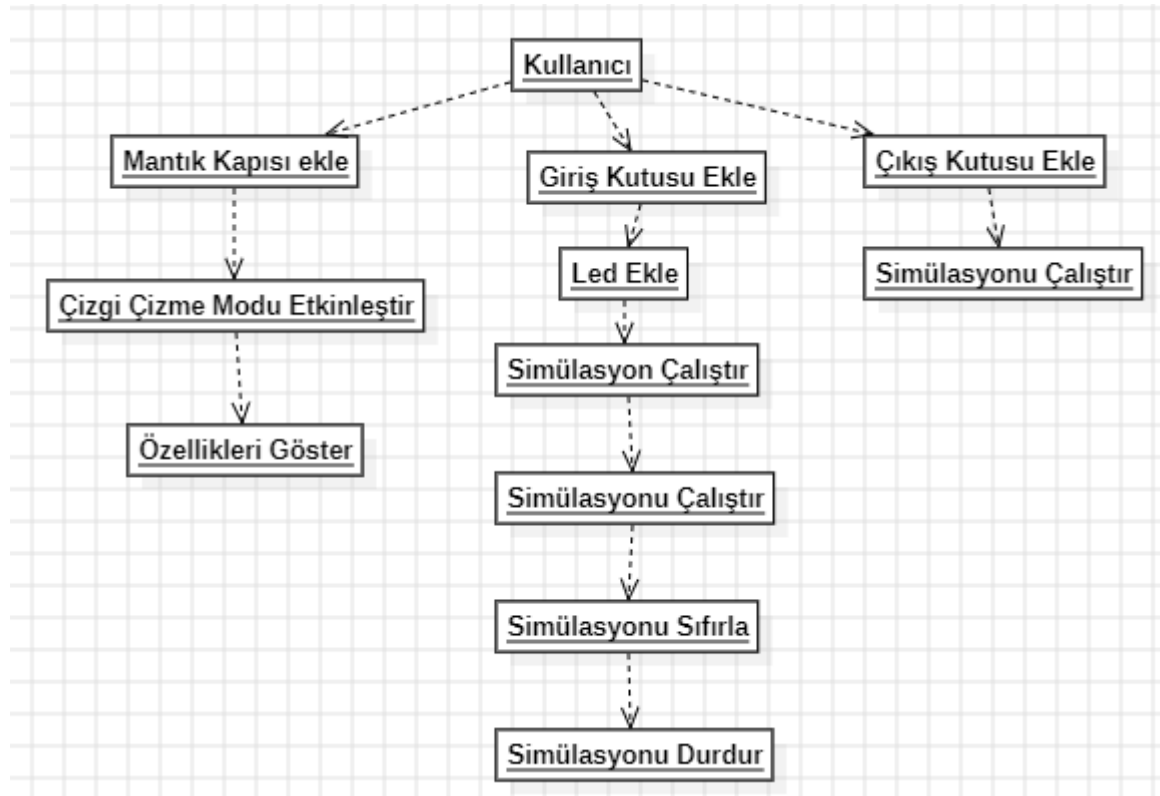 Kullanıcı
Mantık Kapısı ekle
Giriş Kutusu Ekle
Çıkış Kutusu Ekle
Led Ekle
Simülasyonu Çalıştır
Çizgi Çizme Modu Etkinleştir
Simülasyon Çalıştır
Özellikleri Göster
Simülasyonu Çalıştır
Simülasyonu Sıfırla
Simülasyonu Durdur